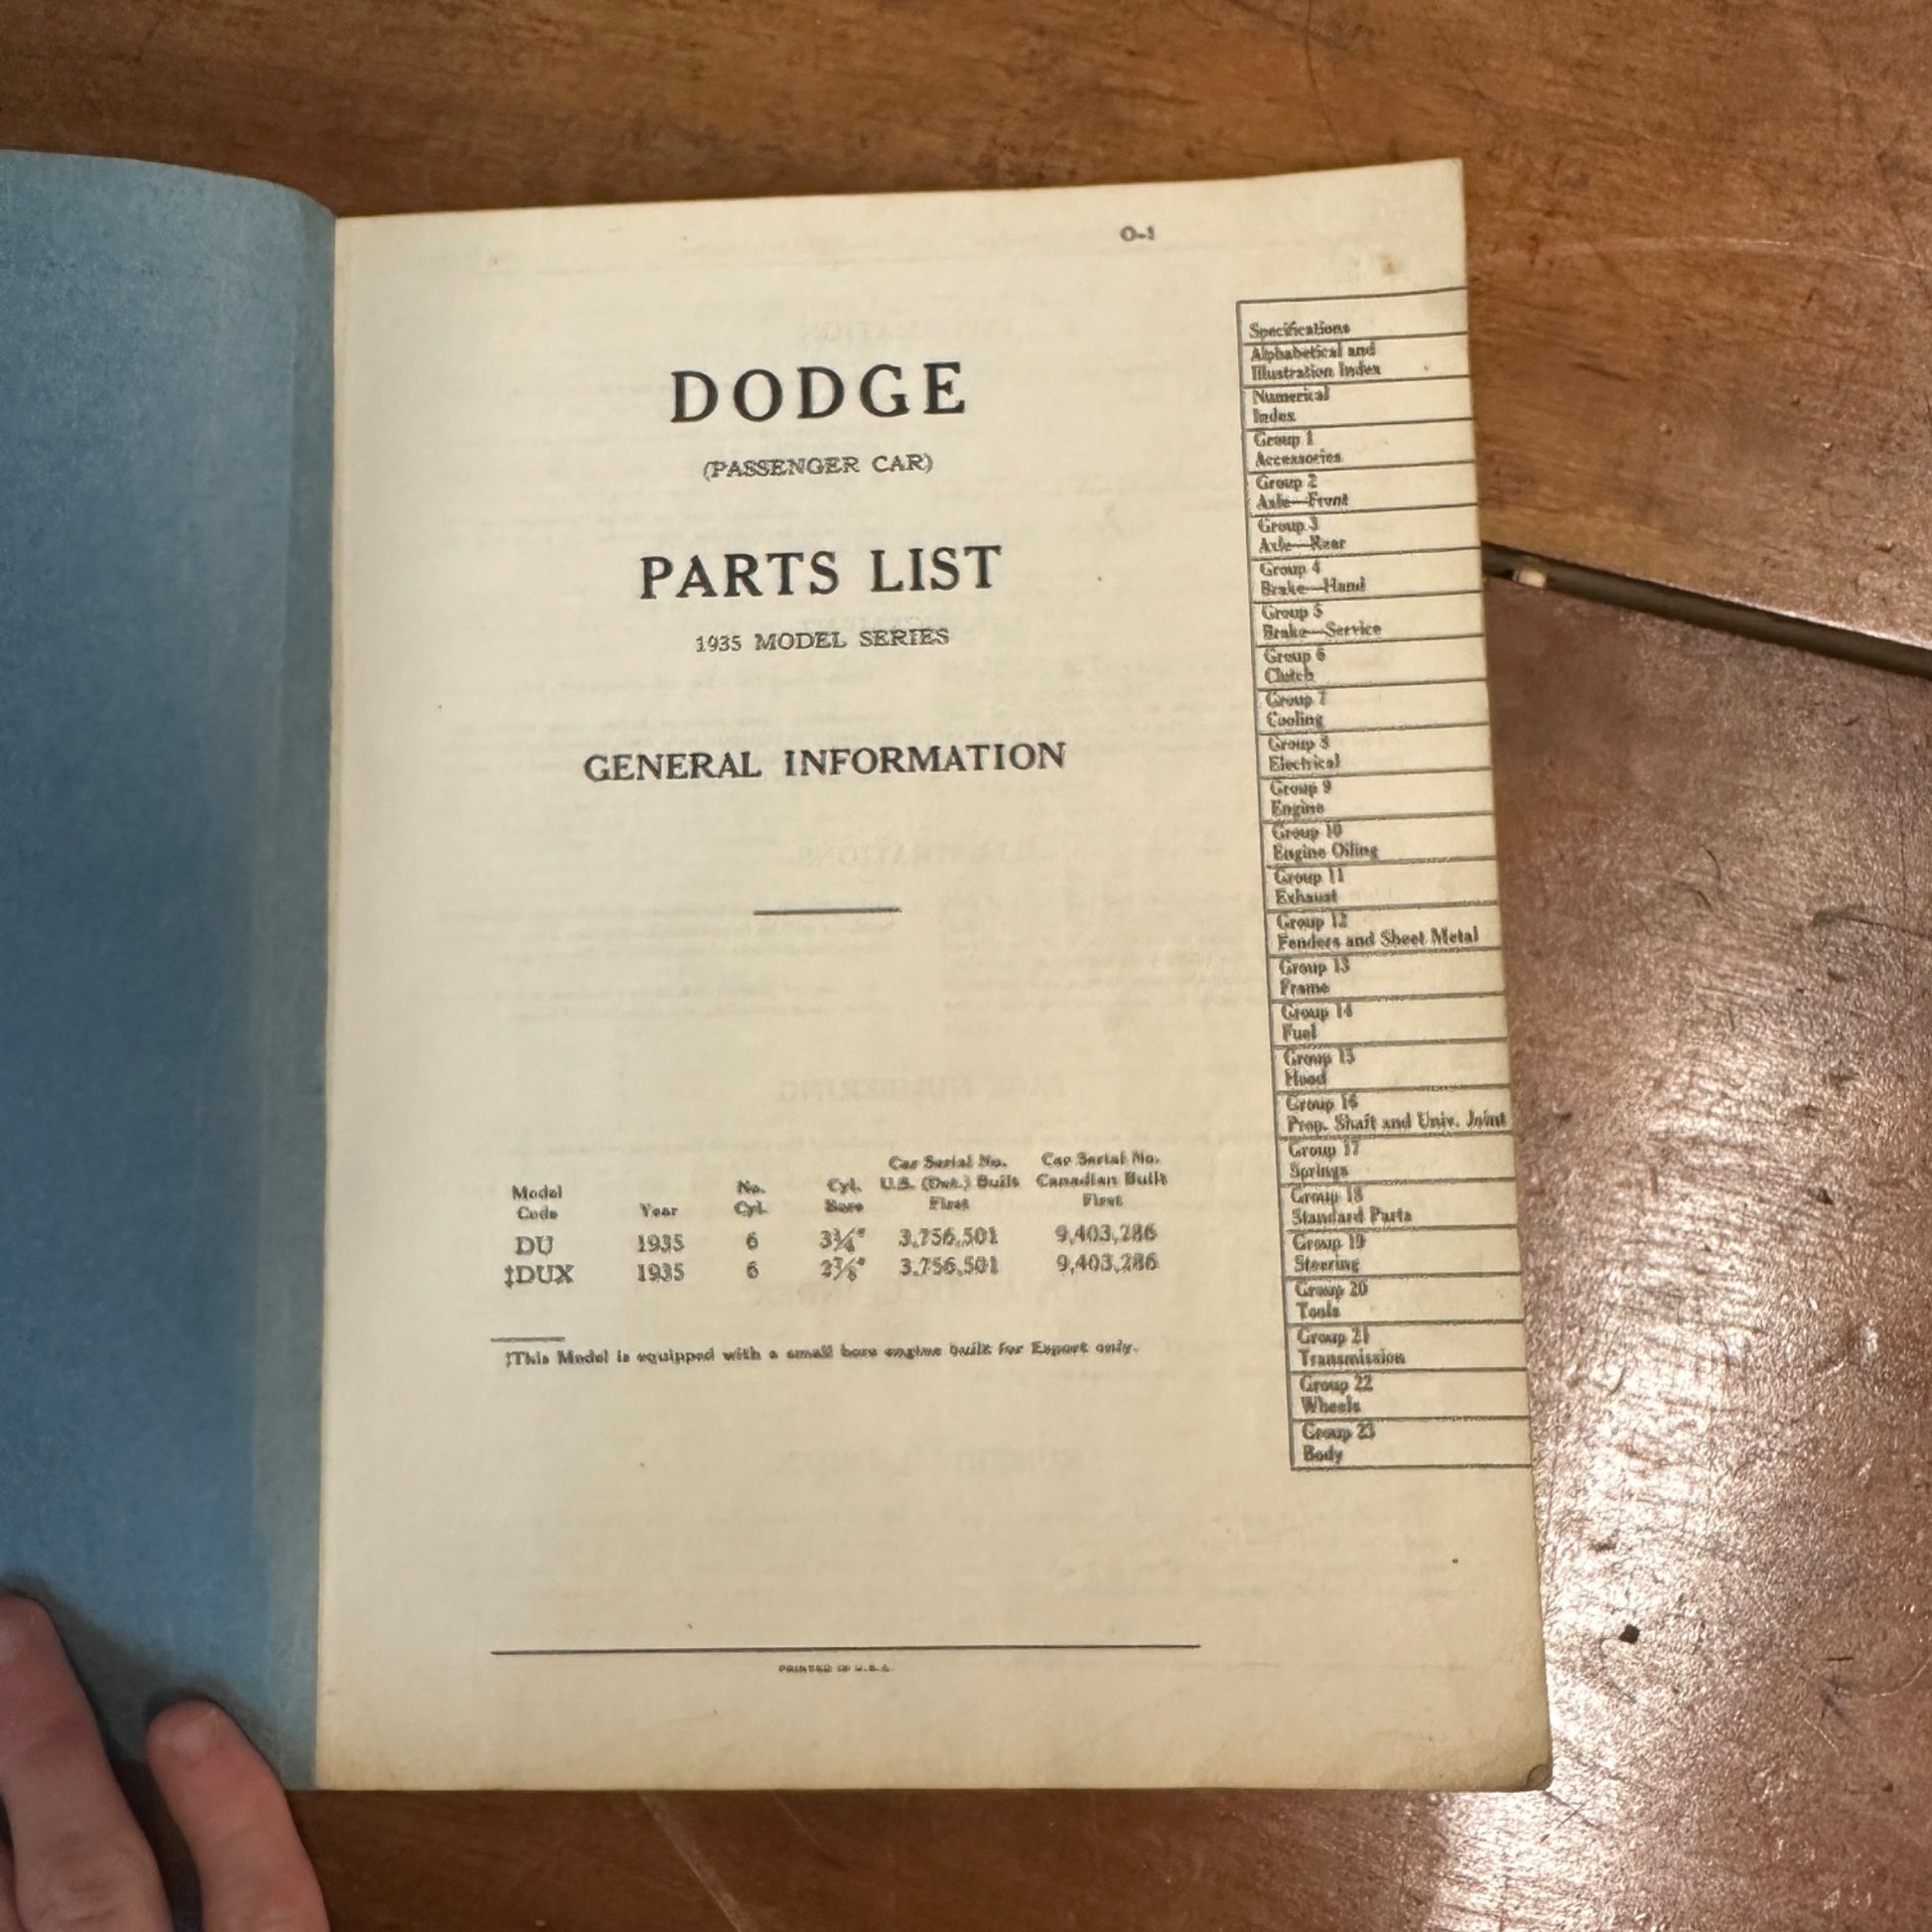 O-1
DODGE
(PASSENGER CAR)
PARTS LIST
1935 MODEL SERIES
GENERAL INFORMATION
Model Code Year No. Cyl. Cyl. Bore Car Serial No. U.S. (Det.) Built First Car Serial No. Canadian Built First
DU 1935 6 3¼" 3,756,501 9,403,286
‡DUX 1935 6 2⅞" 3,756,501 9,403,286
‡This Model is equipped with a small bore engine built for Export only.
PRINTED IN U.S.A.
Specifications
Alphabetical and
Illustration Index
Numerical
Index
Group 1
Accessories
Group 2
Axle—Front
Group 3
Axle—Rear
Group 4
Brake—Hand
Group 5
Brake—Service
Group 6
Clutch
Group 7
Cooling
Group 8
Electrical
Group 9
Engine
Group 10
Engine Oiling
Group 11
Exhaust
Group 12
Fenders and Sheet Metal
Group 13
Frame
Group 14
Fuel
Group 15
Hood
Group 16
Prop. Shaft and Univ. Joint
Group 17
Springs
Group 18
Standard Parts
Group 19
Steering
Group 20
Tools
Group 21
Transmission
Group 22
Wheels
Group 23
Body